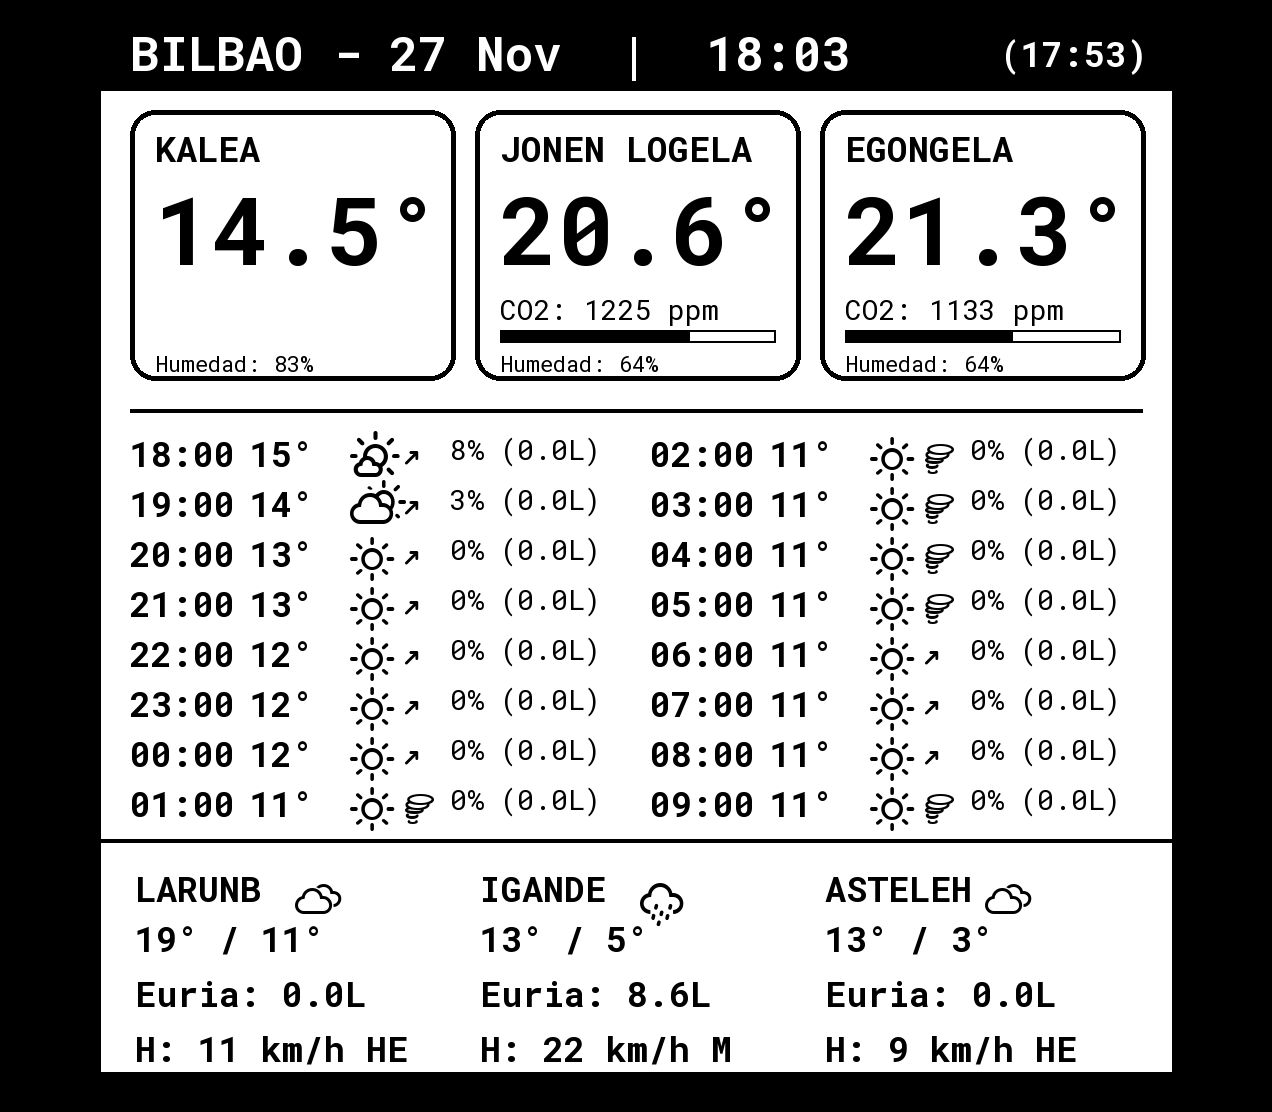 BILBAO - 27 Nov | 18:03 (17:53)
KALEA
14.5°
Humedad: 83%
JONEN LOGELA
20.6°
CO2: 1225 ppm
Humedad: 64%
EGONGELA
21.3°
CO2: 1133 ppm
Humedad: 64%
18:00 15° 8% (0.0L)
19:00 14° 3% (0.0L)
20:00 13° 0% (0.0L)
21:00 13° 0% (0.0L)
22:00 12° 0% (0.0L)
23:00 12° 0% (0.0L)
00:00 12° 0% (0.0L)
01:00 11° 0% (0.0L)
02:00 11° 0% (0.0L)
03:00 11° 0% (0.0L)
04:00 11° 0% (0.0L)
05:00 11° 0% (0.0L)
06:00 11° 0% (0.0L)
07:00 11° 0% (0.0L)
08:00 11° 0% (0.0L)
09:00 11° 0% (0.0L)
LARUNB
19° / 11°
Euria: 0.0L
H: 11 km/h HE
IGANDE
13° / 5°
Euria: 8.6L
H: 22 km/h M
ASTELEH
13° / 3°
Euria: 0.0L
H: 9 km/h HE